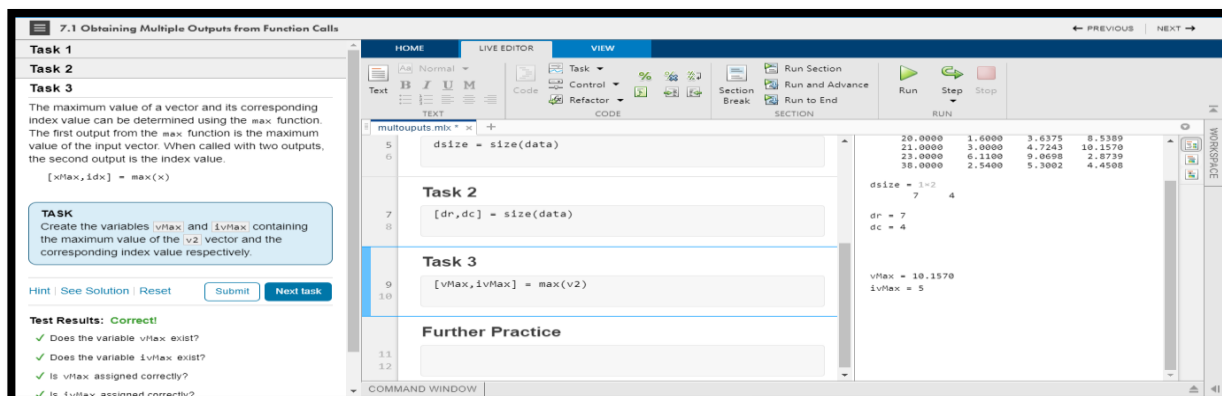 7.1 Obtaining Multiple Outputs from Function Calls
← PREVIOUS NEXT →
Task 1
Task 2
Task 3
The maximum value of a vector and its corresponding
index value can be determined using the max function.
The first output from the max function is the maximum
value of the input vector. When called with two outputs,
the second output is the index value.
[xMax,idx] = max(x)
TASK
Create the variables vMax and ivMax containing
the maximum value of the v2 vector and the
corresponding index value respectively.
Hint | See Solution | Reset Submit Next task
Test Results: Correct!
✓ Does the variable vMax exist?
✓ Does the variable ivMax exist?
✓ Is vMax assigned correctly?
✓ Is ivMax assigned correctly?
HOME LIVE EDITOR VIEW
Text
Aa Normal
B I U M
TEXT
Code
Task
Control
Refactor
CODE
Section
Break
Run Section
Run and Advance
Run to End
SECTION
Run Step Stop
RUN
multouputs.mlx * × +
5 dsize = size(data)
6
Task 2
7 [dr,dc] = size(data)
8
Task 3
9 [vMax,ivMax] = max(v2)
10
Further Practice
11
12
20.0000 1.6000 3.6375 8.5389
21.0000 3.0000 4.7243 10.1570
23.0000 6.1100 9.0698 2.8739
38.0000 2.5400 5.3002 4.4508
dsize = 1×2
7 4
dr = 7
dc = 4
vMax = 10.1570
ivMax = 5
WORKSPACE
COMMAND WINDOW